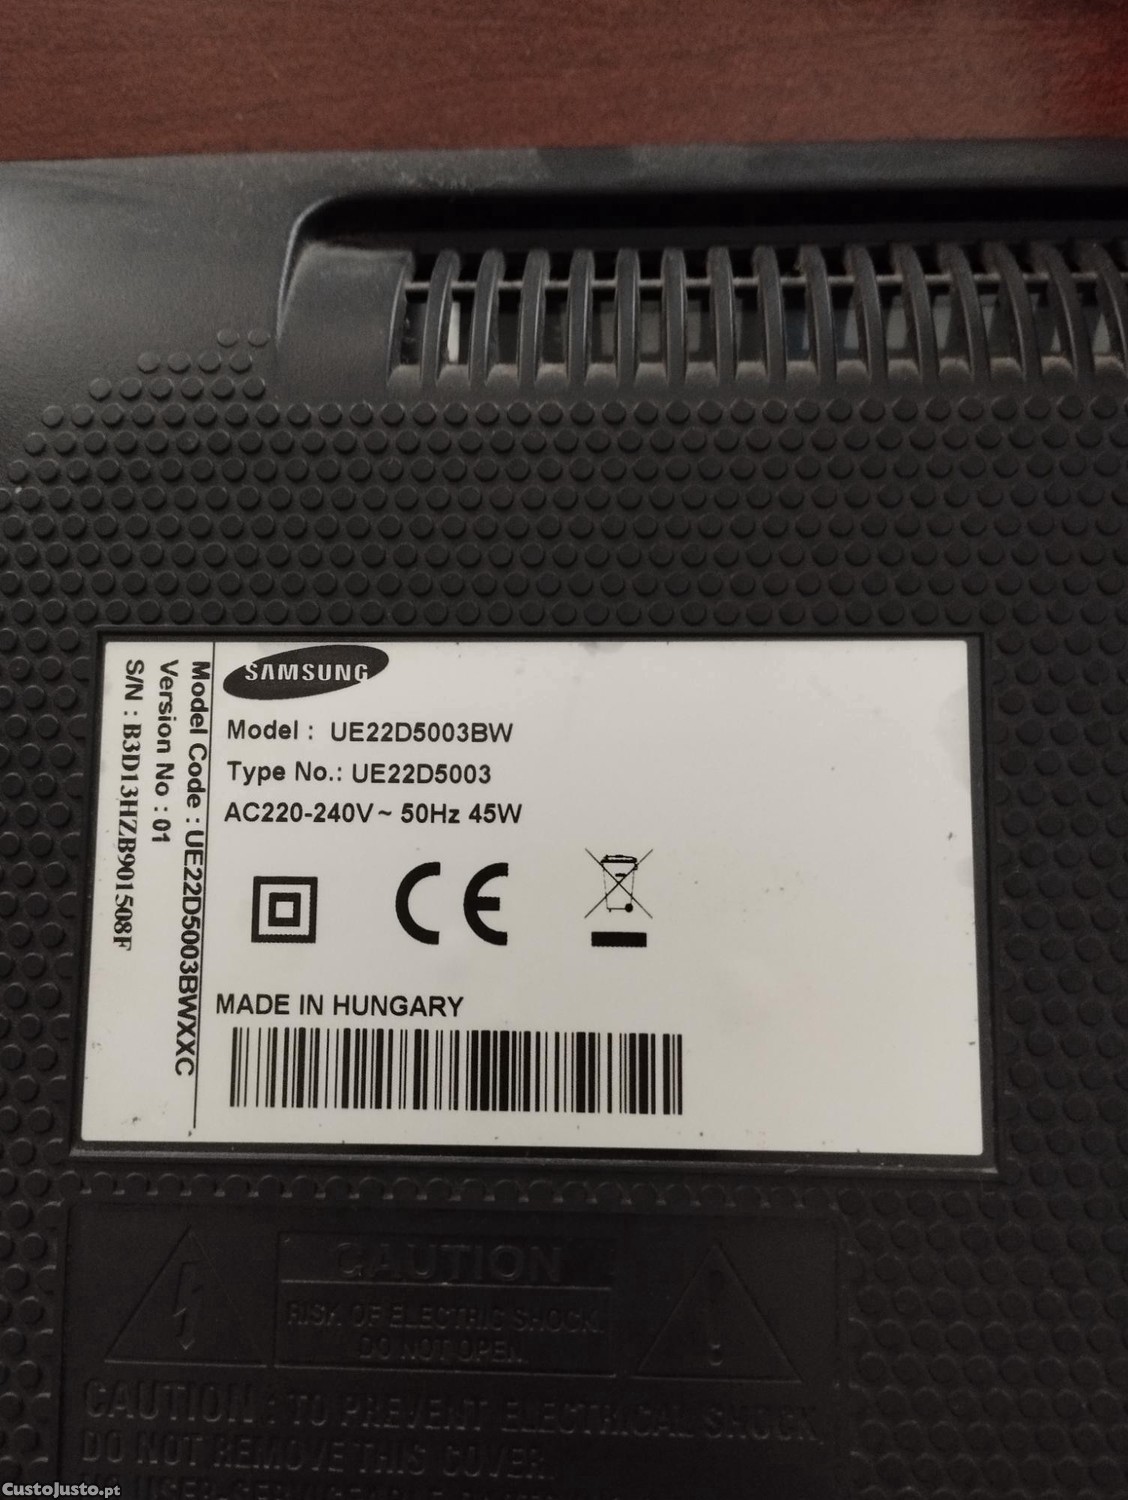 SAMSUNG
Model : UE22D5003BW
Type No.: UE22D5003
AC220-240V ~ 50Hz 45W
CE
MADE IN HUNGARY
Model Code : UE22D5003BWXXC
Version No : 01
S/N : B3D13HZB901508F
CAUTION
RISK OF ELECTRIC SHOCK.
DO NOT OPEN.
CAUTION : TO PREVENT ELECTRICAL SHOCK,
DO NOT REMOVE THIS COVER.
CustoJusto.pt